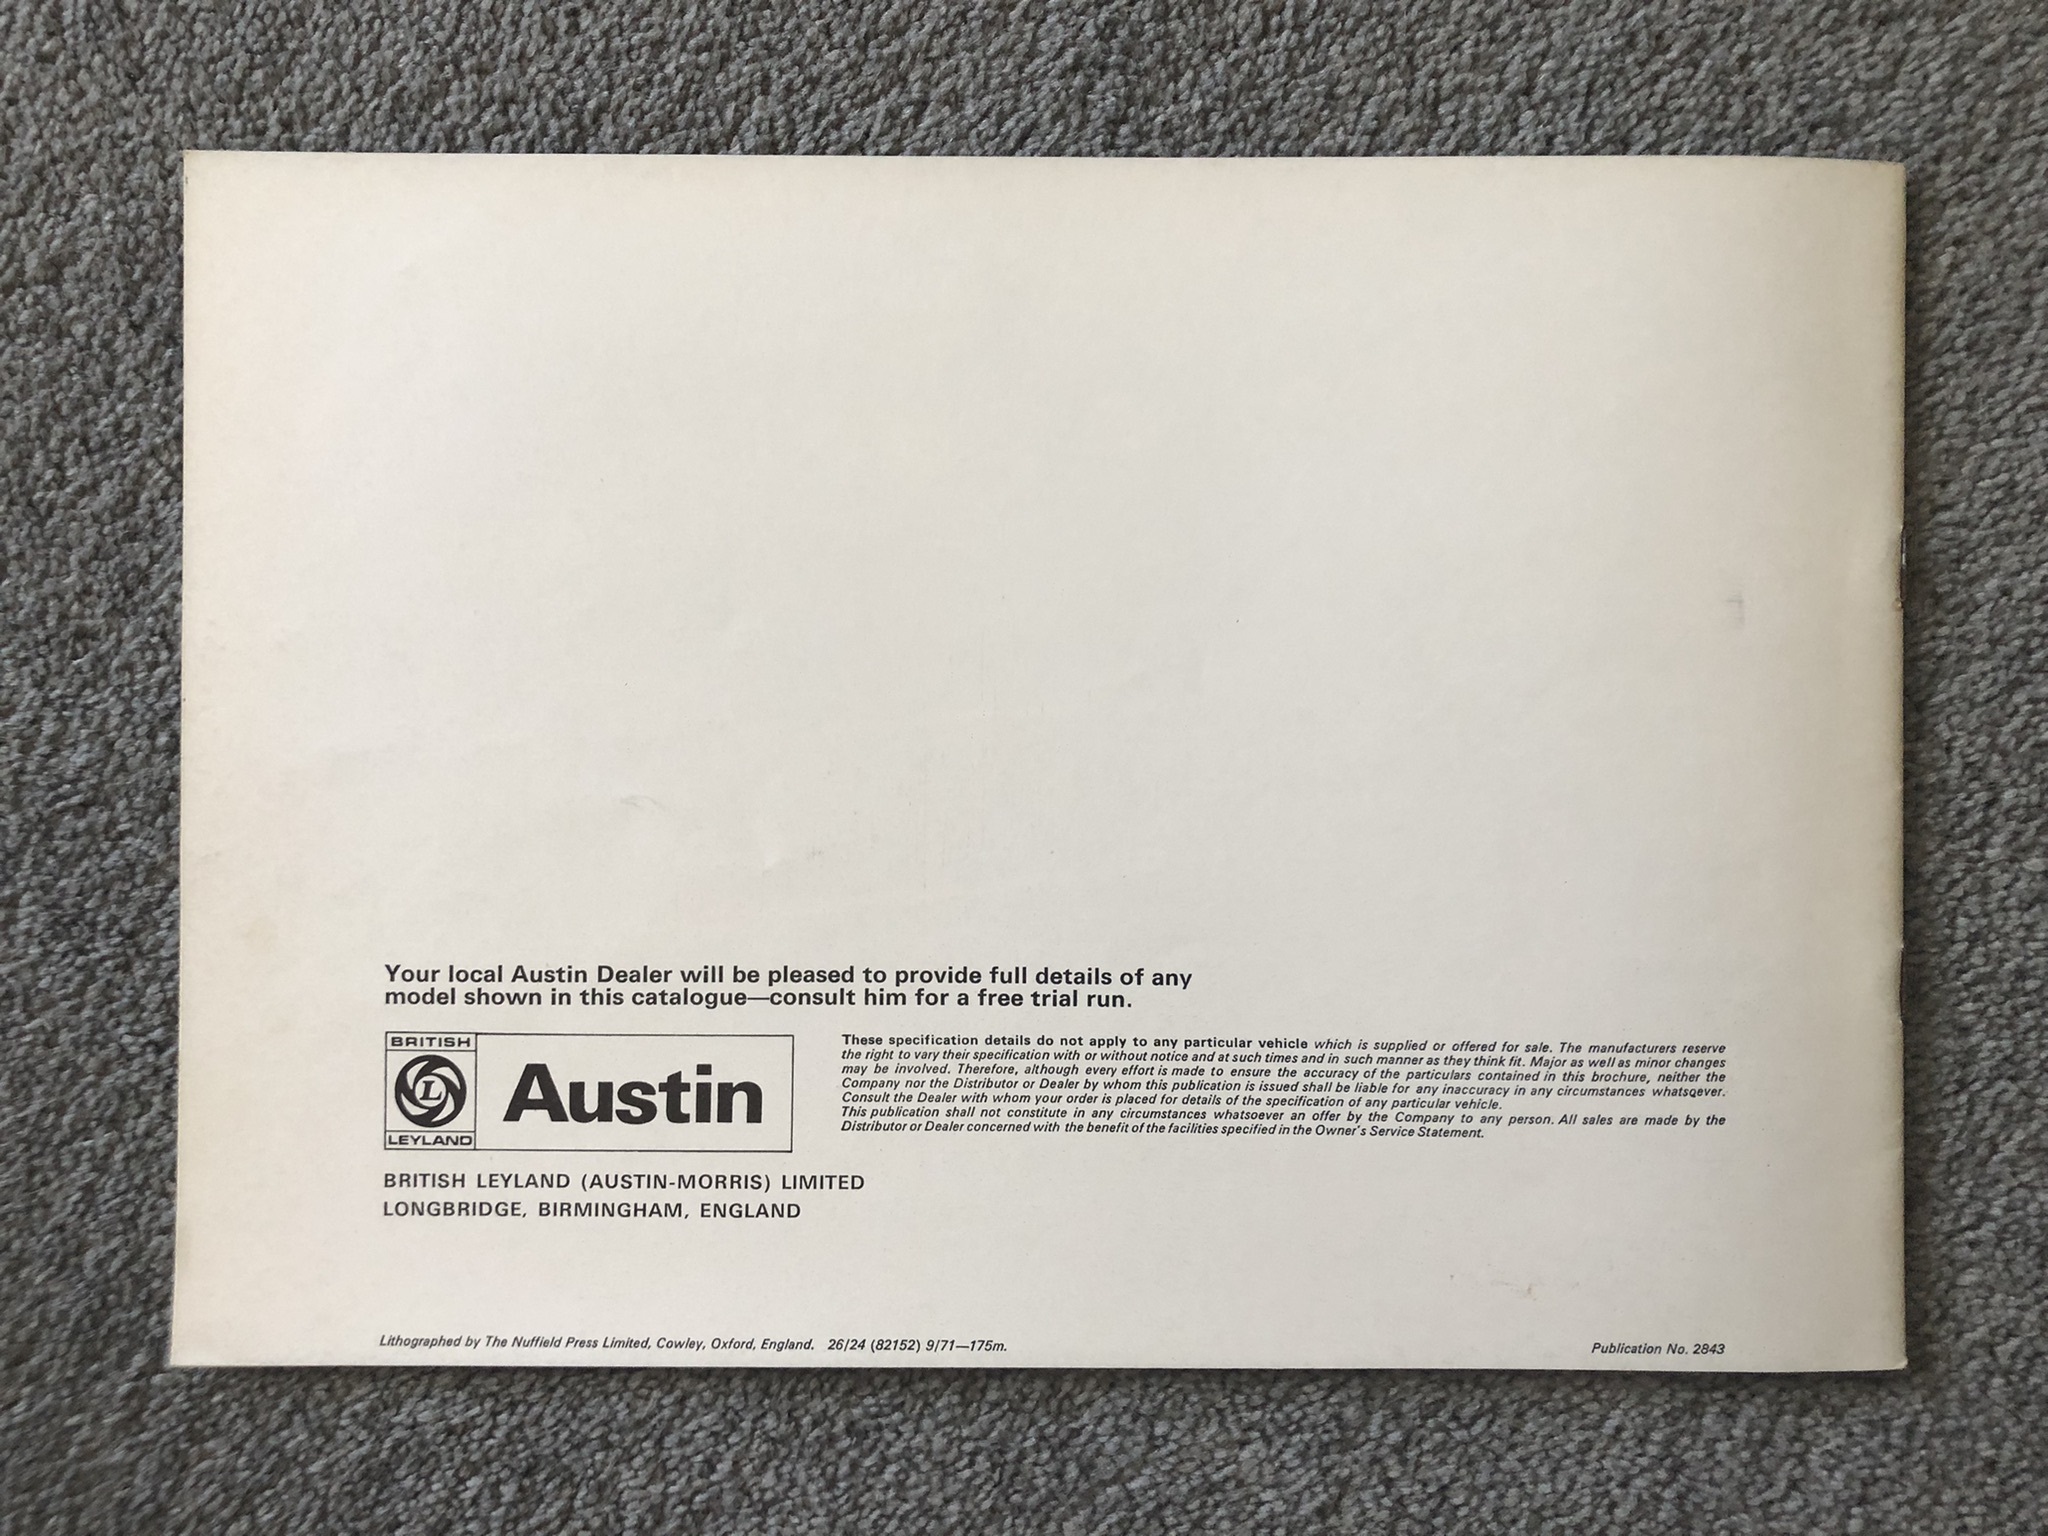 Your local Austin Dealer will be pleased to provide full details of any
model shown in this catalogue—consult him for a free trial run.
BRITISH
L
LEYLAND
Austin
These specification details do not apply to any particular vehicle which is supplied or offered for sale. The manufacturers reserve
the right to vary their specification with or without notice and at such times and in such manner as they think fit. Major as well as minor changes
may be involved. Therefore, although every effort is made to ensure the accuracy of the particulars contained in this brochure, neither the
Company nor the Distributor or Dealer by whom this publication is issued shall be liable for any inaccuracy in any circumstances whatsoever.
Consult the Dealer with whom your order is placed for details of the specification of any particular vehicle.
This publication shall not constitute in any circumstances whatsoever an offer by the Company to any person. All sales are made by the
Distributor or Dealer concerned with the benefit of the facilities specified in the Owner's Service Statement.
BRITISH LEYLAND (AUSTIN-MORRIS) LIMITED
LONGBRIDGE, BIRMINGHAM, ENGLAND
Lithographed by The Nuffield Press Limited, Cowley, Oxford, England. 26/24 (82152) 9/71—175m.
Publication No. 2843